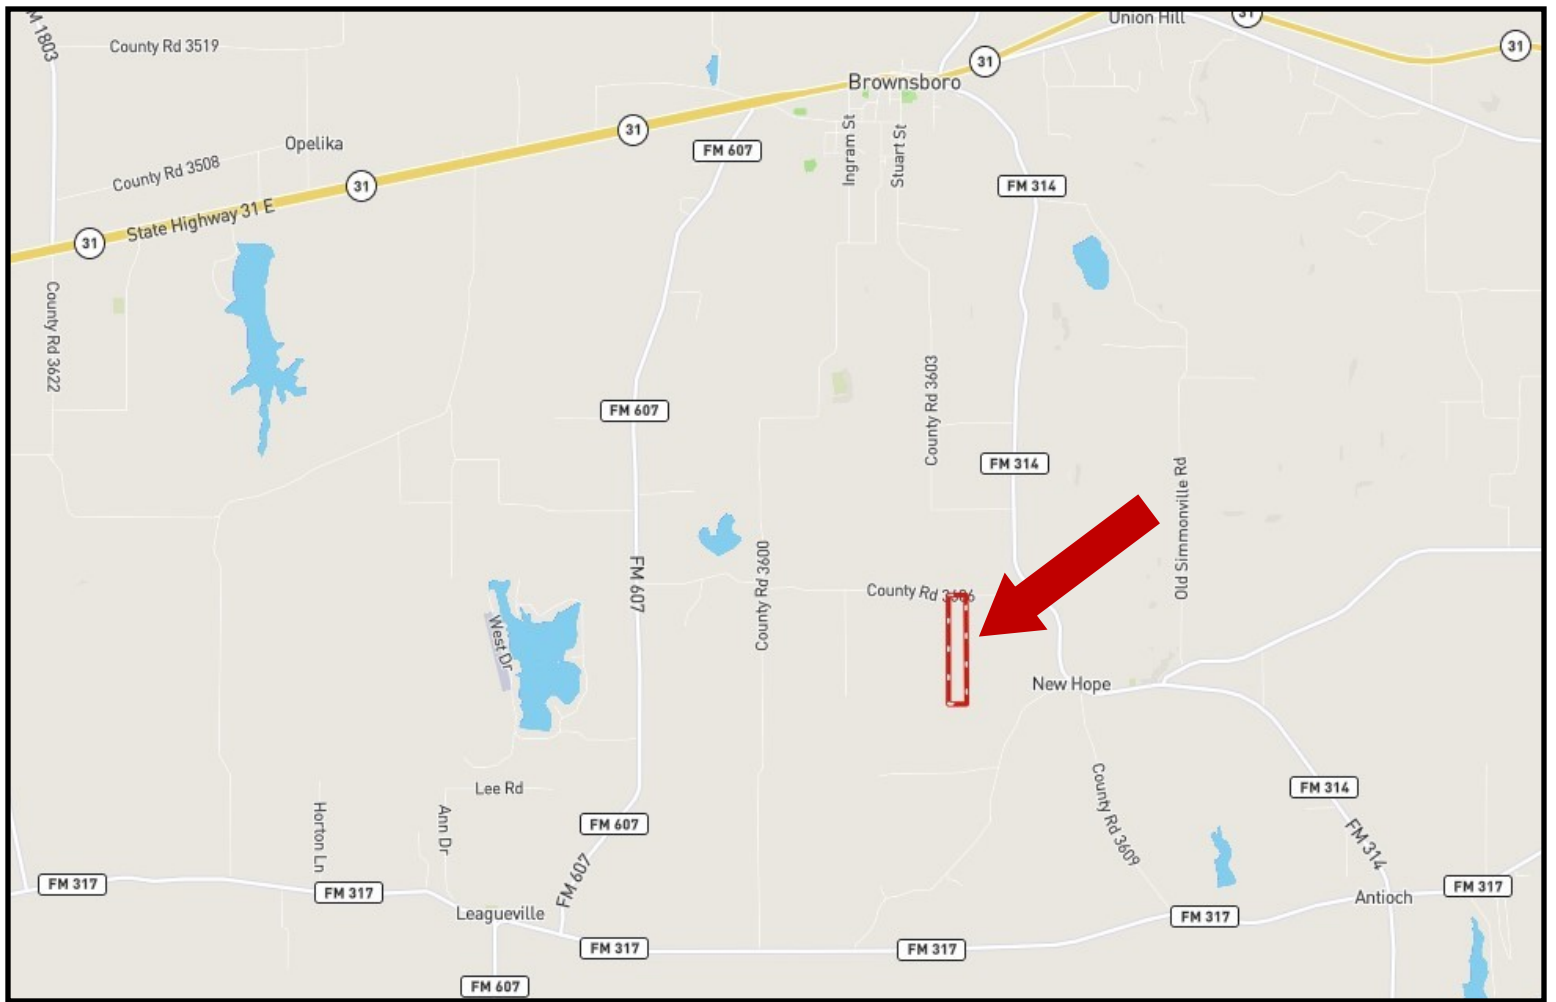 Union Hill
31
31
FM 1803
County Rd 3519
31
Brownsboro
31
Opelika
FM 607
Ingram St
Stuart St
County Rd 3508
31
FM 314
State Highway 31 E
31
County Rd 3622
County Rd 3603
FM 607
FM 314
Old Simmonville Rd
FM 607
County Rd 3600
County Rd
West Dr
New Hope
Lee Rd
County Rd 3609
FM 314
Horton Ln
Ann Dr
FM 607
FM 314
FM 607
FM 317
FM 317
Antioch
FM 317
Leagueville
FM 317
FM 317
FM 317
FM 607